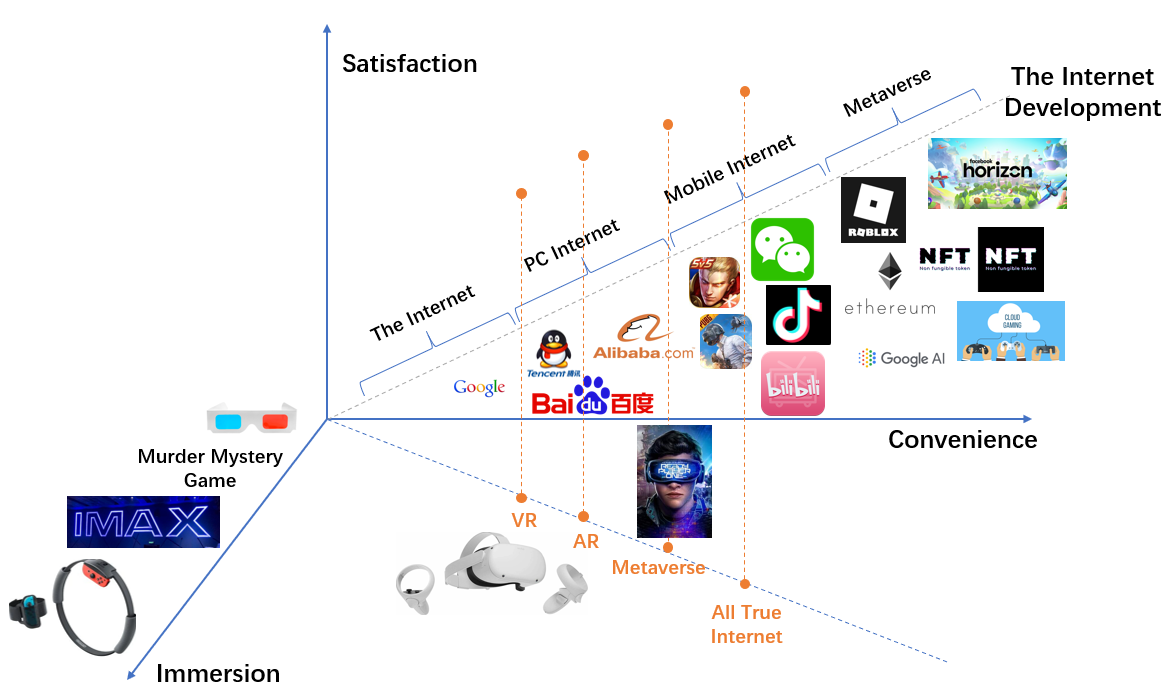 Satisfaction
The Internet
Development
Metaverse
Mobile Internet
PC Internet
The Internet
facebook
horizon
ROBLOX
NFT
Non fungible token
NFT
Non fungible token
ethereum
CLOUD
GAMING
Google AI
5V5
PUBG
bilibili
Alibaba.com
Tencent 腾讯
Google
Bai du 百度
Convenience
Murder Mystery
Game
IMAX
Immersion
READY
PLAYER
ONE
VR
AR
Metaverse
All True
Internet